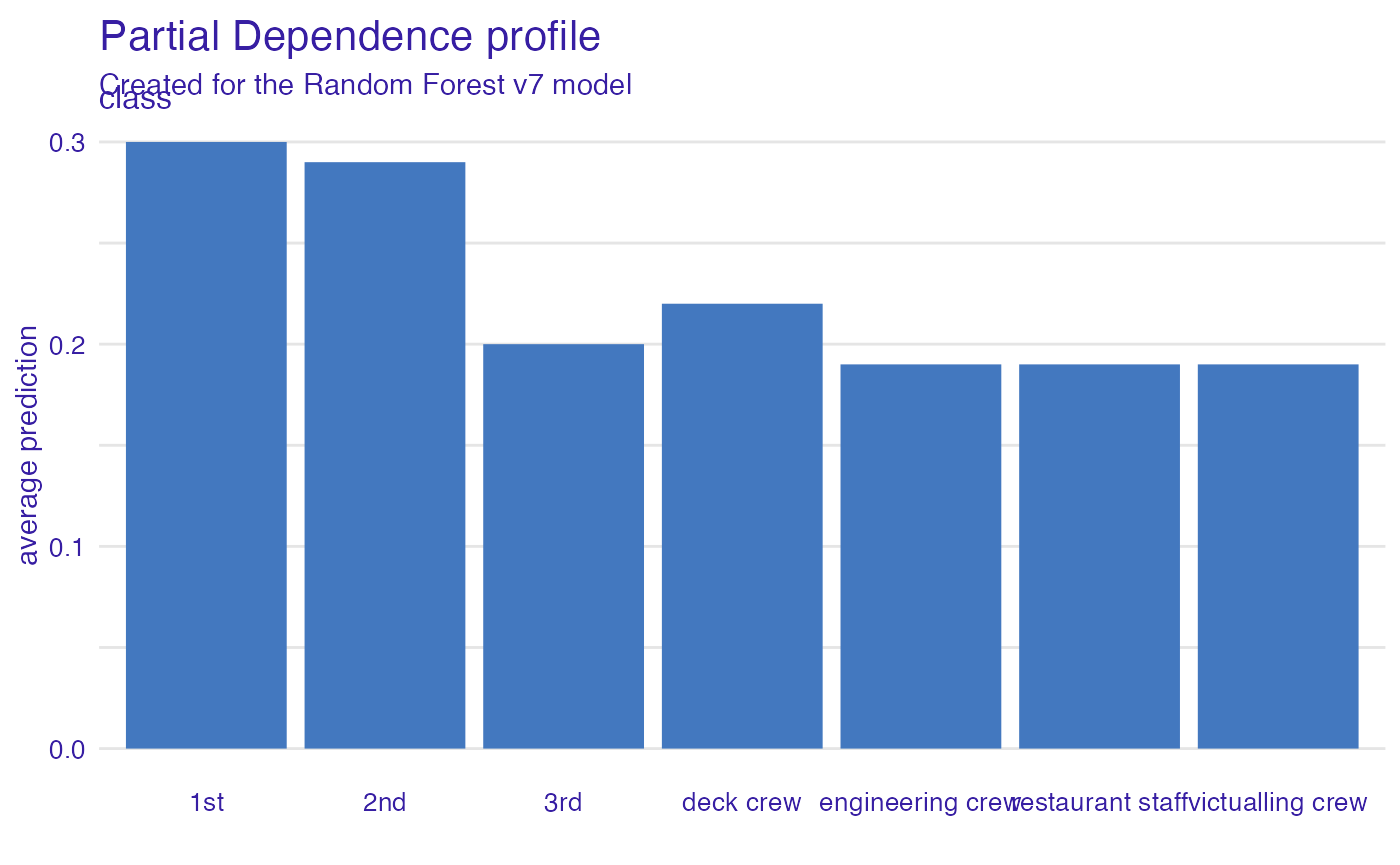 Partial Dependence profile
Created for the Random Forest v7 model
class
average prediction
0.3
0.2
0.1
0.0
1st 2nd 3rd deck crew engineering crew restaurant staff victualling crew